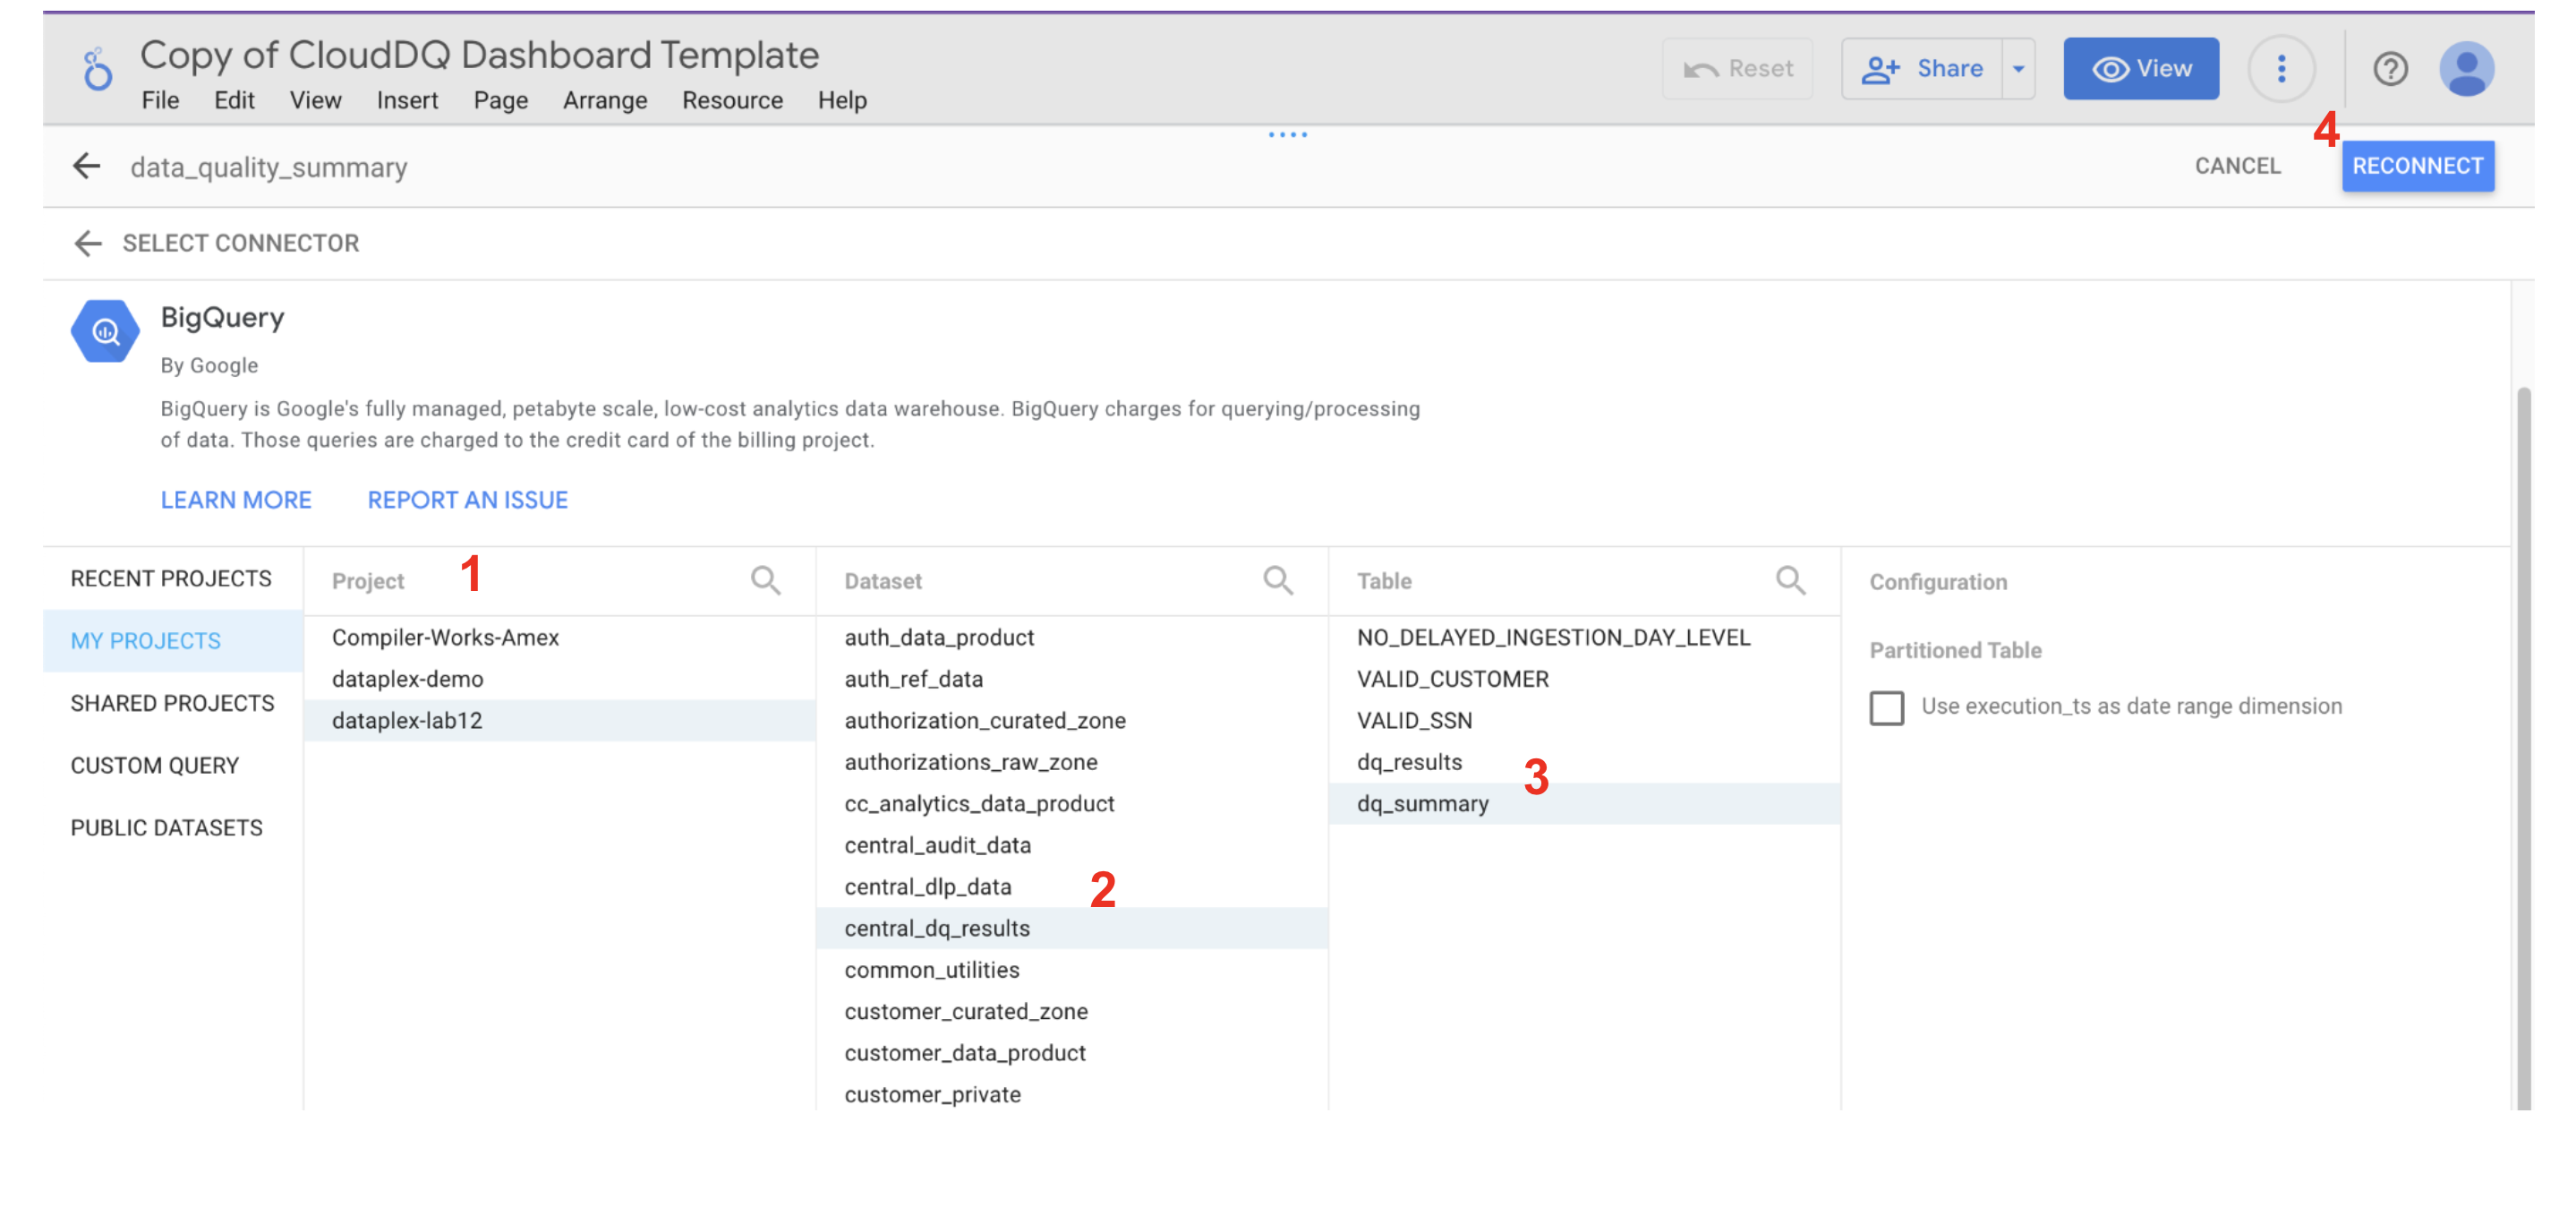 Copy of CloudDQ Dashboard Template
File Edit View Insert Page Arrange Resource Help
Reset
Share
View
4
data_quality_summary
CANCEL
RECONNECT
SELECT CONNECTOR
BigQuery
By Google
BigQuery is Google's fully managed, petabyte scale, low-cost analytics data warehouse. BigQuery charges for querying/processing
of data. Those queries are charged to the credit card of the billing project.
LEARN MORE REPORT AN ISSUE
RECENT PROJECTS
MY PROJECTS
SHARED PROJECTS
CUSTOM QUERY
PUBLIC DATASETS
Project 1
Compiler-Works-Amex
dataplex-demo
dataplex-lab12
Dataset
auth_data_product
auth_ref_data
authorization_curated_zone
authorizations_raw_zone
cc_analytics_data_product
central_audit_data
central_dlp_data
2
central_dq_results
common_utilities
customer_curated_zone
customer_data_product
customer_private
Table
NO_DELAYED_INGESTION_DAY_LEVEL
VALID_CUSTOMER
VALID_SSN
dq_results
3
dq_summary
Configuration
Partitioned Table
Use execution_ts as date range dimension